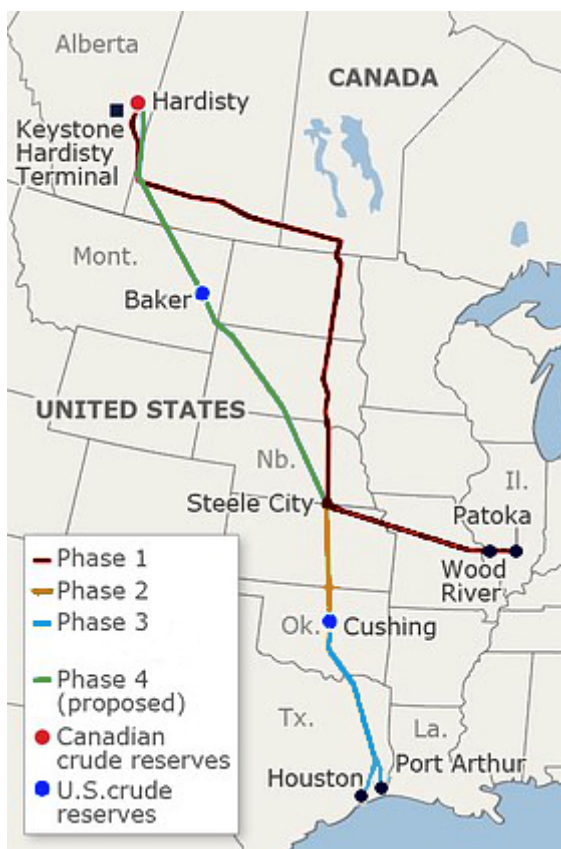 Alberta
CANADA
Hardisty
Keystone
Hardisty
Terminal
Mont.
Baker
UNITED STATES
Nb.
Steele City
Il.
Patoka
Wood
River
Ok.
Cushing
Tx.
La.
Houston
Port Arthur
Phase 1
Phase 2
Phase 3
Phase 4
(proposed)
Canadian
crude reserves
U.S.crude
reserves